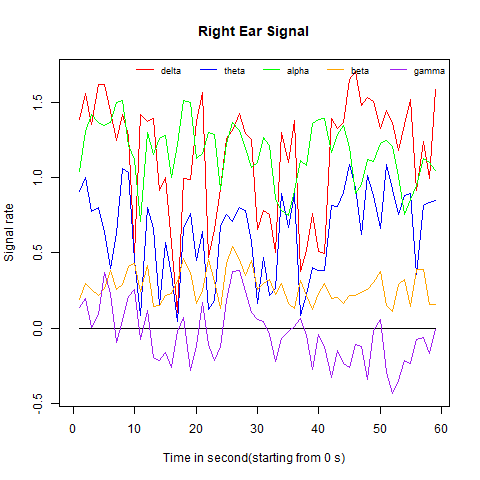 Right Ear Signal
delta theta alpha beta gamma
Signal rate
1.5
1.0
0.5
0.0
-0.5
0 10 20 30 40 50 60
Time in second(starting from 0 s)